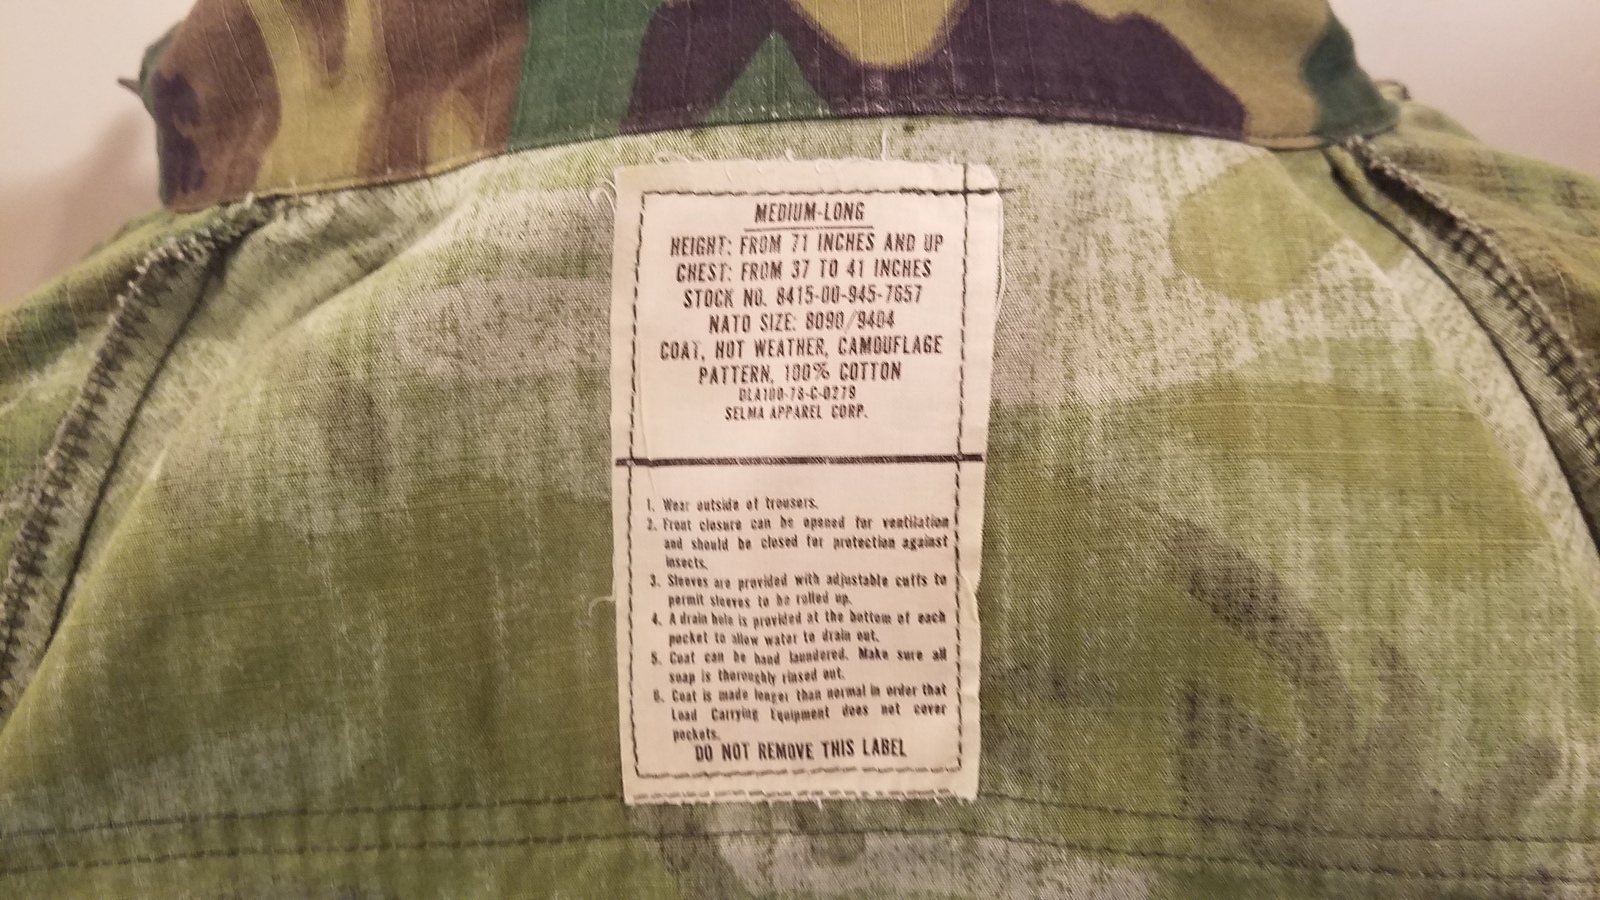 MEDIUM-LONG
HEIGHT: FROM 71 INCHES AND UP
CHEST: FROM 37 TO 41 INCHES
STOCK NO. 8415-00-945-7657
NATO SIZE: 8090/9404
COAT, HOT WEATHER, CAMOUFLAGE
PATTERN, 100% COTTON
DLA100-78-C-0279
SELMA APPAREL CORP.
1. Wear outside of trousers.
2. Front closure can be opened for ventilation
and should be closed for protection against
insects.
3. Sleeves are provided with adjustable cuffs to
permit sleeves to be rolled up.
4. A drain hole is provided at the bottom of each
pocket to allow water to drain out.
5. Coat can be hand laundered. Make sure all
soap is thoroughly rinsed out.
6. Coat is made longer than normal in order that
Load Carrying Equipment does not cover
pockets.
DO NOT REMOVE THIS LABEL